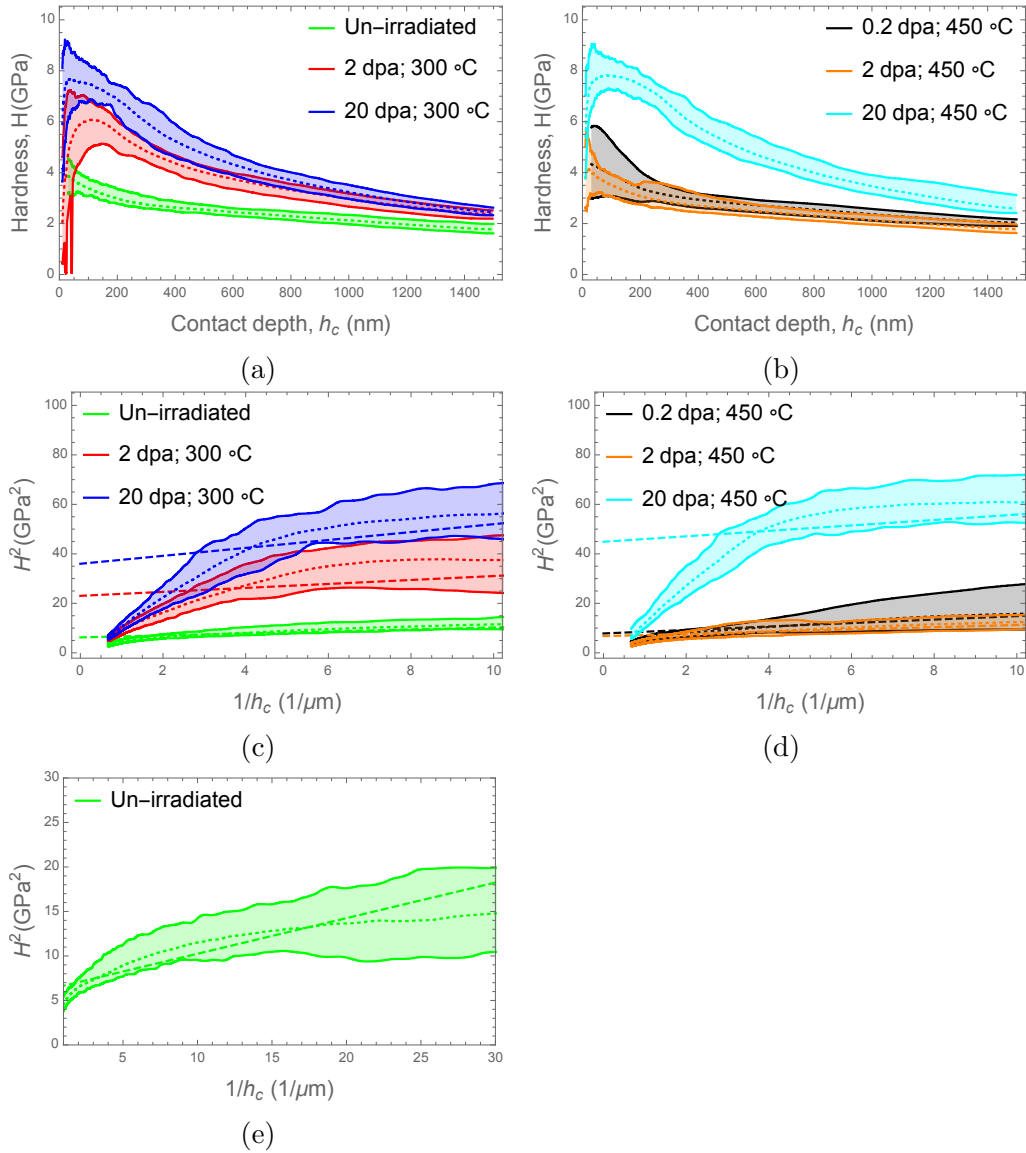 Un-irradiated
2 dpa; 300 °C
20 dpa; 300 °C
Hardness, H(GPa)
10
8
6
4
2
0
0 200 400 600 800 1000 1200 1400
Contact depth, h_c (nm)
(a)
0.2 dpa; 450 °C
2 dpa; 450 °C
20 dpa; 450 °C
Hardness, H(GPa)
10
8
6
4
2
0
0 200 400 600 800 1000 1200 1400
Contact depth, h_c (nm)
(b)
Un-irradiated
2 dpa; 300 °C
20 dpa; 300 °C
H² (GPa²)
100
80
60
40
20
0
0 2 4 6 8 10
1/h_c (1/μm)
(c)
0.2 dpa; 450 °C
2 dpa; 450 °C
20 dpa; 450 °C
H² (GPa²)
100
80
60
40
20
0
0 2 4 6 8 10
1/h_c (1/μm)
(d)
Un-irradiated
H² (GPa²)
30
25
20
15
10
5
0
5 10 15 20 25 30
1/h_c (1/μm)
(e)